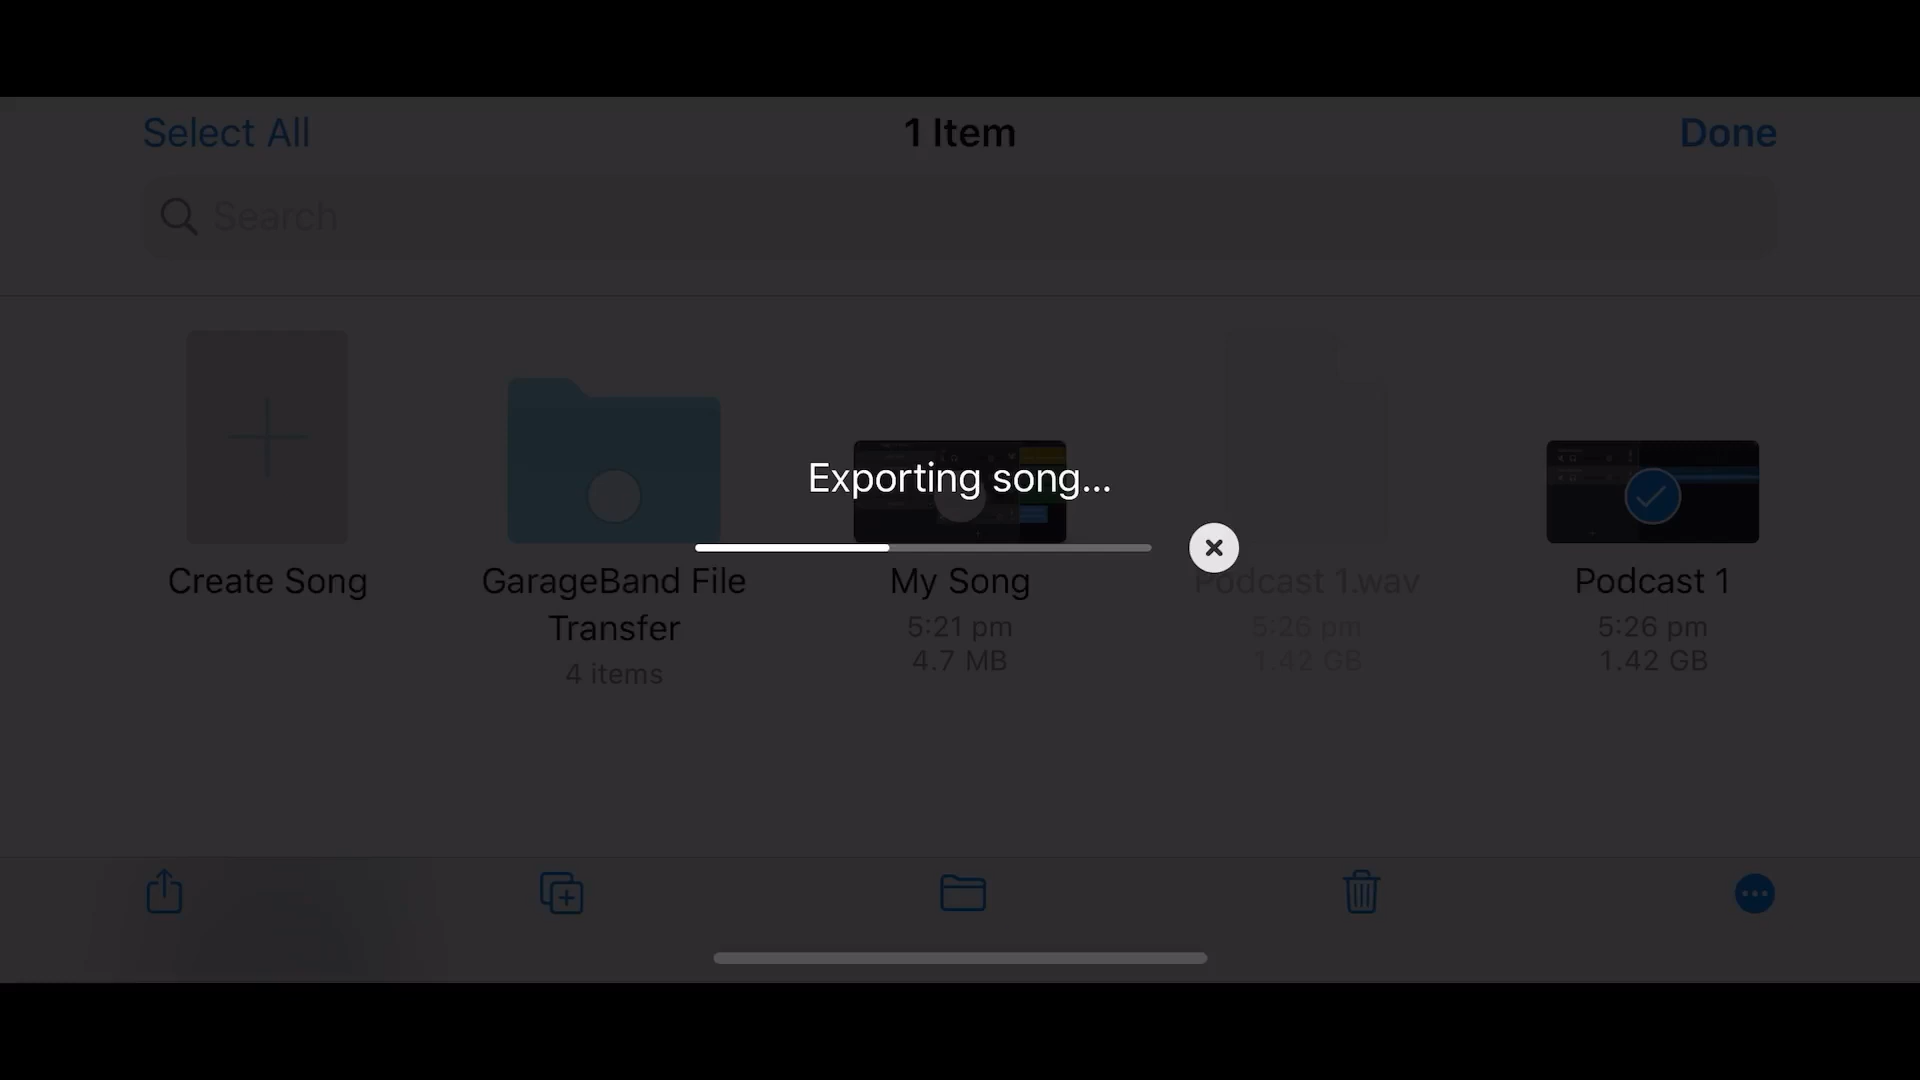 Select All
1 Item
Done
Search
Exporting song...
Create Song
GarageBand File
Transfer
4 items
My Song
5:21 pm
4.7 MB
Podcast 1.wav
5:26 pm
1.42 GB
Podcast 1
5:26 pm
1.42 GB